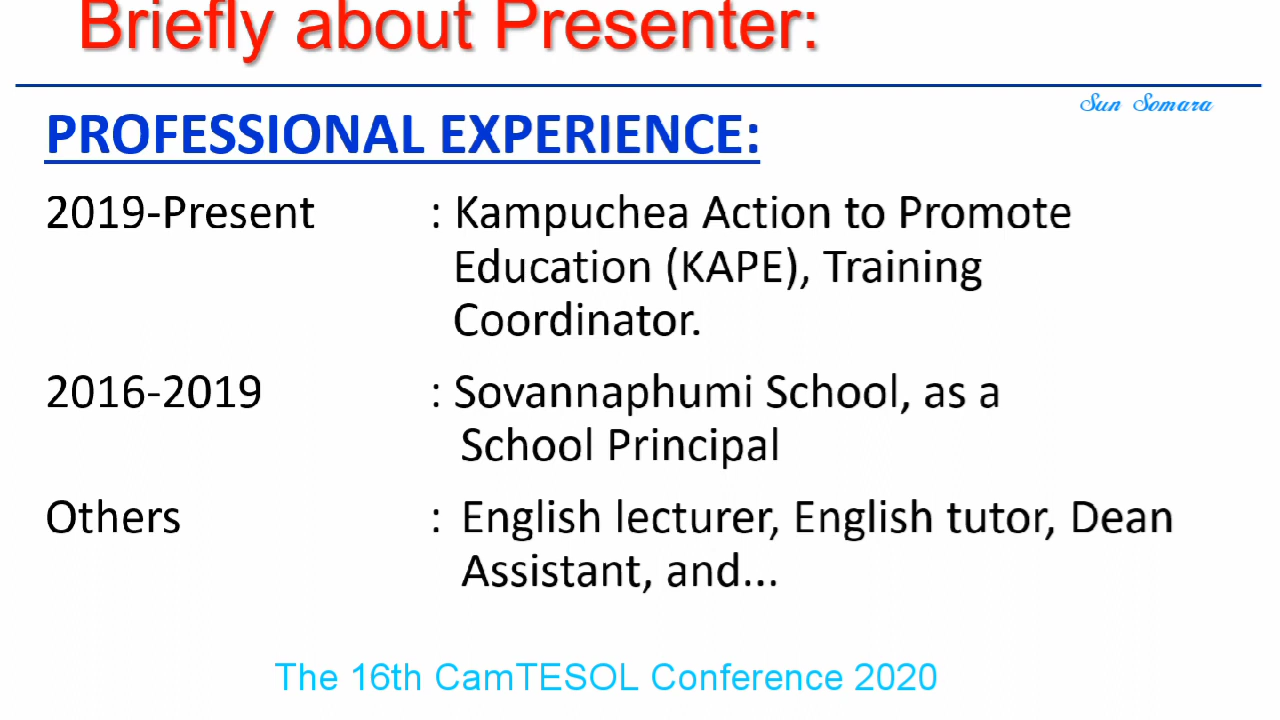 Briefly about Presenter:
Sun Somara
PROFESSIONAL EXPERIENCE:
2019-Present : Kampuchea Action to Promote
Education (KAPE), Training
Coordinator.
2016-2019 : Sovannaphumi School, as a
School Principal
Others : English lecturer, English tutor, Dean
Assistant, and...
The 16th CamTESOL Conference 2020